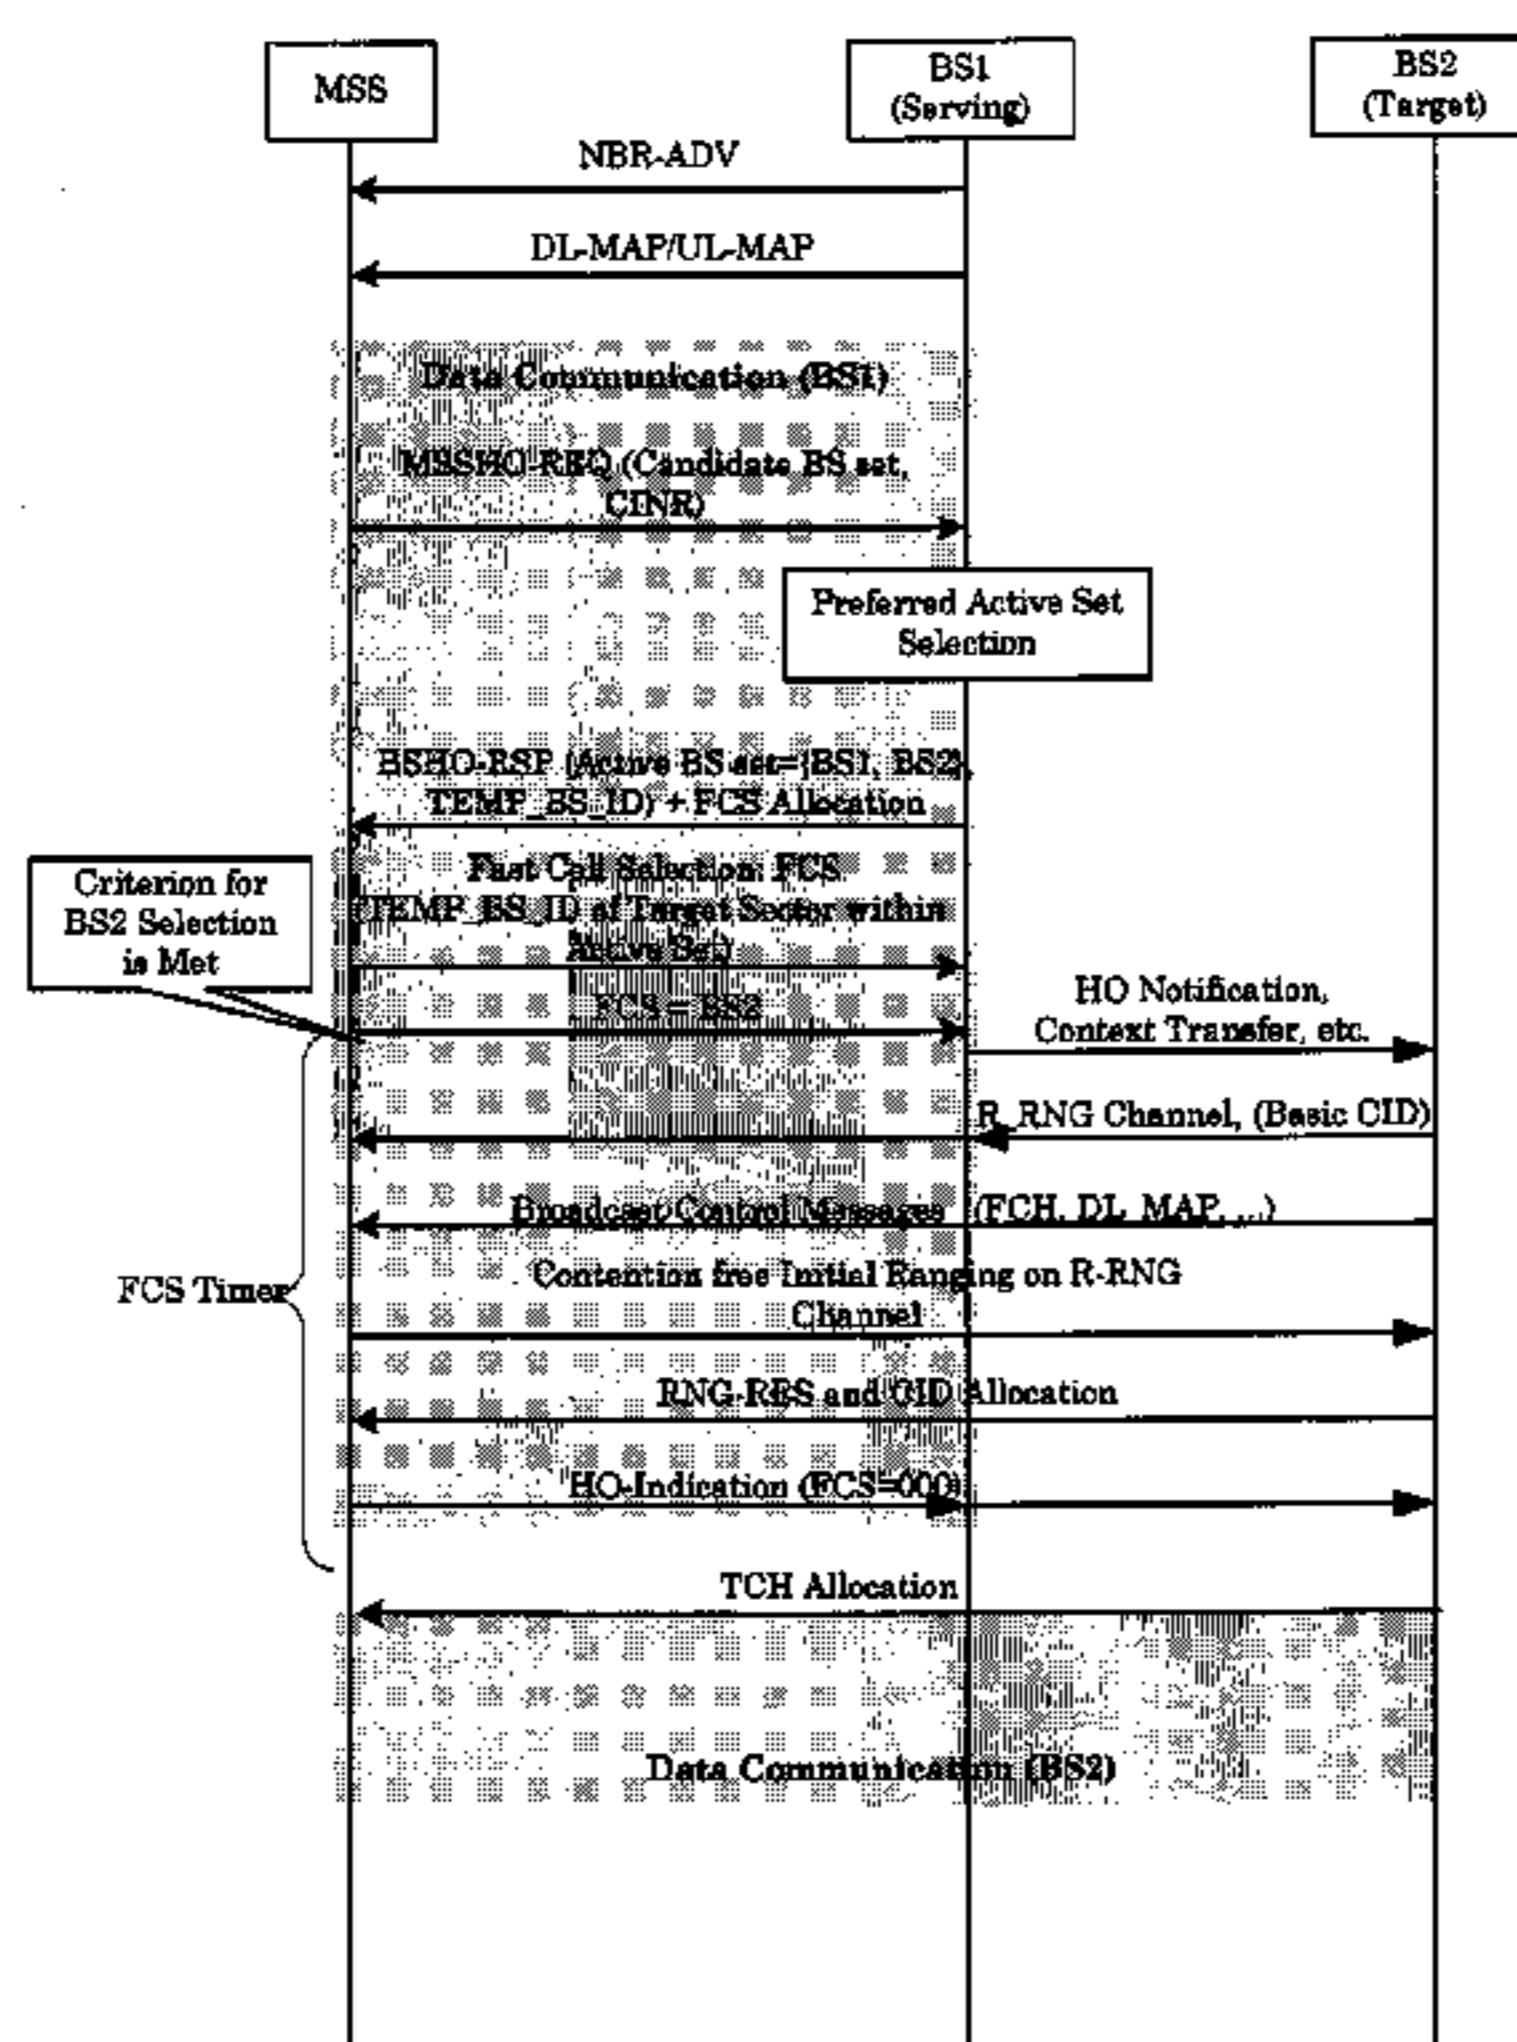 MSS
BS1
(Serving)
BS2
(Target)
NBR-ADV
DL-MAP/UL-MAP
Data Communication (BS1)
MSSHO-REQ (Candidate BS set,
CINR)
Preferred Active Set
Selection
BSHO-RSP (Active BS set={BS1, BS2},
TEMP_BS_ID) + FCS Allocation
Criterion for
BS2 Selection
is Met
Fast Call Selection: FCS
(TEMP_BS_ID of Target Sector within
Active Set)
FCS = BS2
HO Notification,
Context Transfer, etc.
R_RNG Channel, (Basic CID)
Broadcast Control Messages (FCH, DL_MAP, ...)
FCS Timer
Contention free Initial Ranging on R-RNG
Channel
RNG-RES and CID Allocation
HO-Indication (FCS=000)
TCH Allocation
Data Communication (BS2)